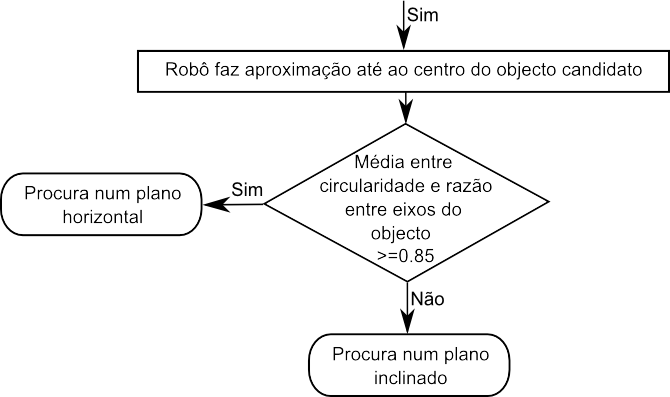 Sim
Robô faz aproximação até ao centro do objecto candidato
Média entre
circularidade e razão
entre eixos do
objecto
>=0.85
Sim
Procura num plano
horizontal
Não
Procura num plano
inclinado